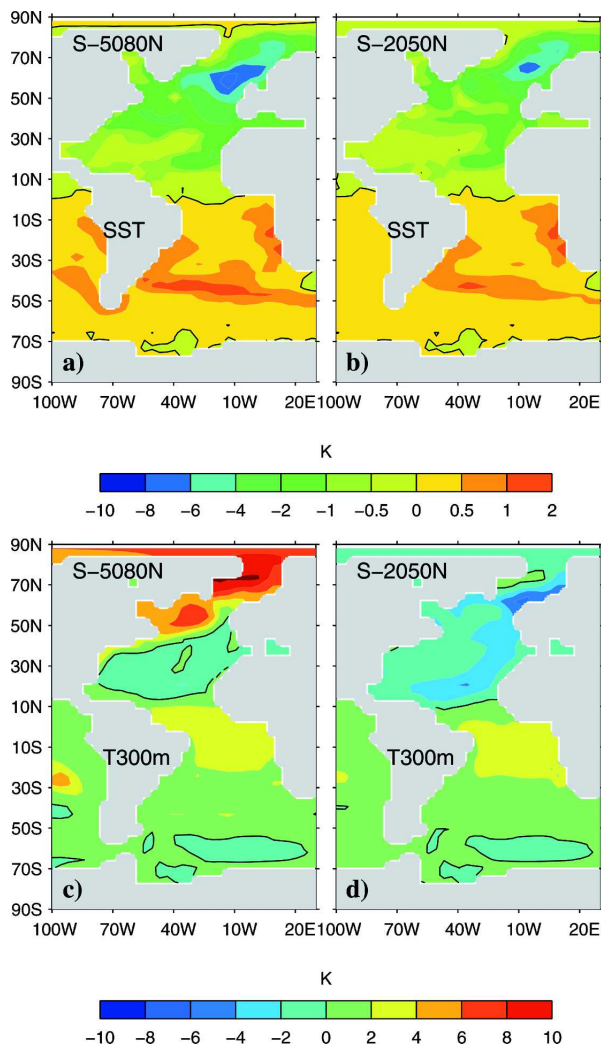 90N
70N
50N
30N
10N
10S
30S
50S
70S
90S
S-5080N
SST
a)
100W 70W 40W 10W 20E
S-2050N
SST
b)
100W 70W 40W 10W 20E
K
-10 -8 -6 -4 -2 -1 -0.5 0 0.5 1 2
90N
70N
50N
30N
10N
10S
30S
50S
70S
90S
S-5080N
T300m
c)
100W 70W 40W 10W 20E
S-2050N
T300m
d)
100W 70W 40W 10W 20E
K
-10 -8 -6 -4 -2 0 2 4 6 8 10